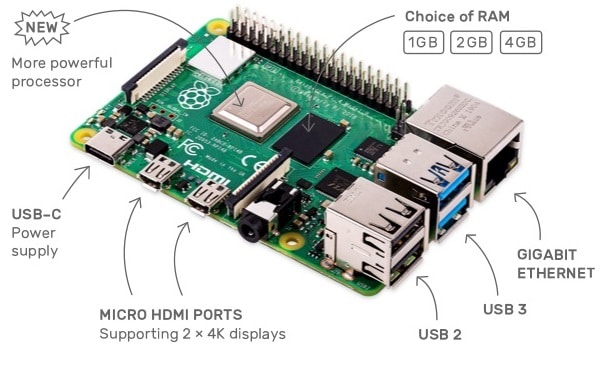 NEW
More powerful
processor
Choice of RAM
1GB 2GB 4GB
USB–C
Power
supply
HDMI
MICRO HDMI PORTS
Supporting 2 × 4K displays
GIGABIT
ETHERNET
USB 3
USB 2